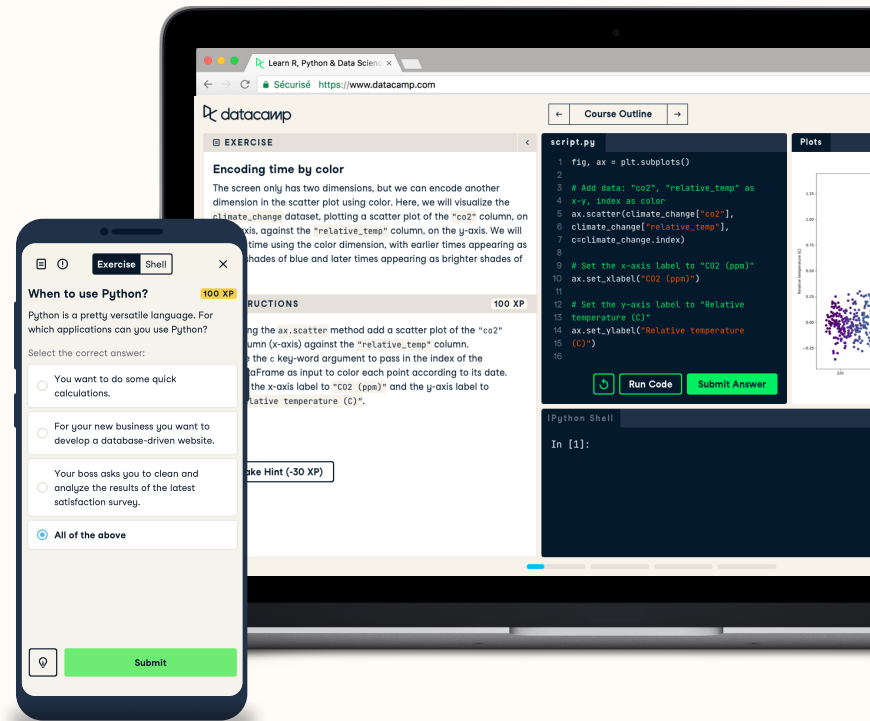 Learn R, Python & Data Scienc
Sécurisé https://www.datacamp.com
datacamp
Course Outline
EXERCISE
Encoding time by color
The screen only has two dimensions, but we can encode another
dimension in the scatter plot using color. Here, we will visualize the
climate_change dataset, plotting a scatter plot of the "co2" column, on
against the "relative_temp" column, on the y-axis. We will
time using the color dimension, with earlier times appearing as
shades of blue and later times appearing as brighter shades of
100 XP
the ax.scatter method add a scatter plot of the "co2"
(x-axis) against the "relative_temp" column.
the c key-word argument to pass in the index of the
as input to color each point according to its date.
the x-axis label to "CO2 (ppm)" and the y-axis label to
temperature (C)".
Hint (-30 XP)
script.py
1 fig, ax = plt.subplots()
2
3 # Add data: "co2", "relative_temp" as
4 x-y, index as color
5 ax.scatter(climate_change["co2"],
6 climate_change["relative_temp"],
7 c=climate_change.index)
8
9 # Set the x-axis label to "CO2 (ppm)"
10 ax.set_xlabel("CO2 (ppm)")
11
12 # Set the y-axis label to "Relative
13 temperature (C)"
14 ax.set_ylabel("Relative temperature
15 (C)")
16
Run Code
Submit Answer
IPython Shell
In [1]:
Plots
Relative temperature (C)
1.25
1.00
0.25
0.00
-0.25
Exercise Shell
When to use Python?
100 XP
Python is a pretty versatile language. For
which applications can you use Python?
Select the correct answer:
You want to do some quick
calculations.
For your new business you want to
develop a database-driven website.
Your boss asks you to clean and
analyze the results of the latest
satisfaction survey.
All of the above
Submit